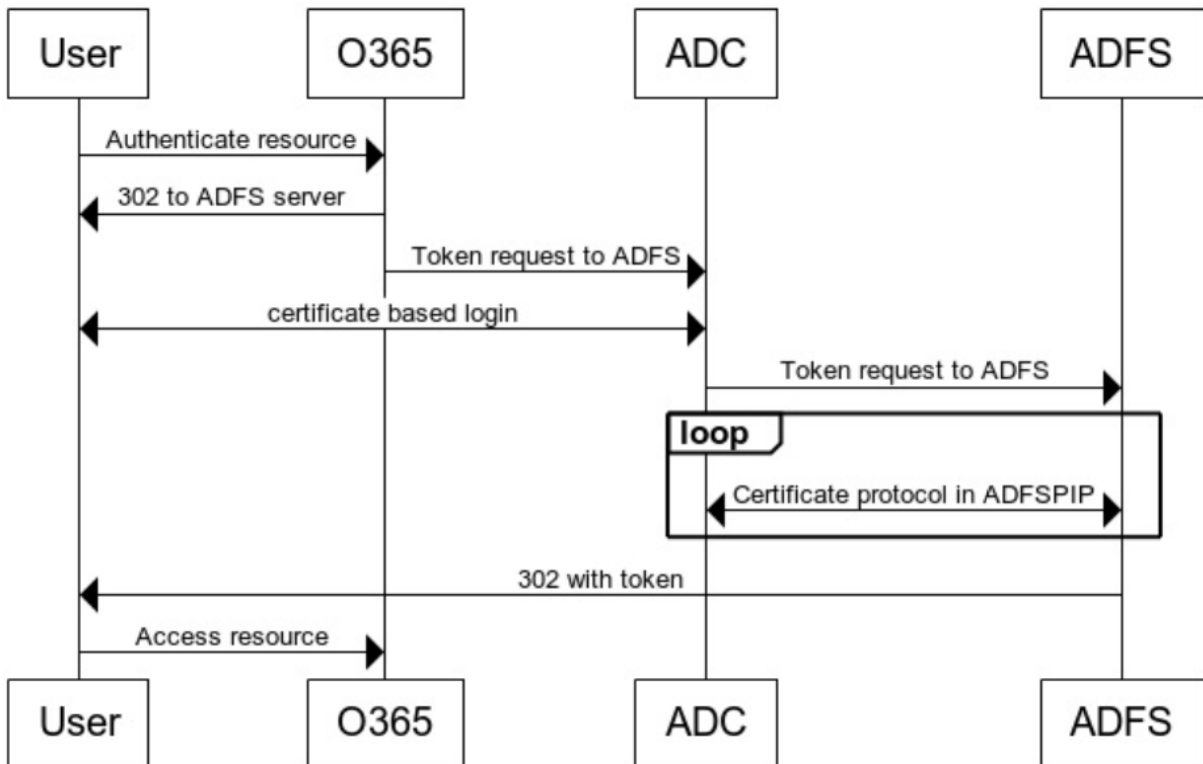 User
O365
ADC
ADFS
Authenticate resource
302 to ADFS server
Token request to ADFS
certificate based login
Token request to ADFS
loop
Certificate protocol in ADFSPIP
302 with token
Access resource
User
O365
ADC
ADFS